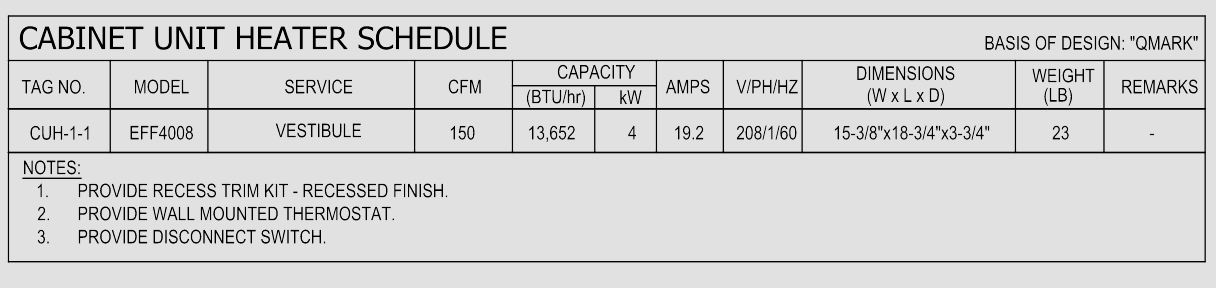 CABINET UNIT HEATER SCHEDULE
BASIS OF DESIGN: "QMARK"
TAG NO. MODEL SERVICE CFM CAPACITY AMPS V/PH/HZ DIMENSIONS WEIGHT REMARKS
(BTU/hr) kW (W x L x D) (LB)
CUH-1-1 EFF4008 VESTIBULE 150 13,652 4 19.2 208/1/60 15-3/8"x18-3/4"x3-3/4" 23 -
NOTES:
1. PROVIDE RECESS TRIM KIT - RECESSED FINISH.
2. PROVIDE WALL MOUNTED THERMOSTAT.
3. PROVIDE DISCONNECT SWITCH.